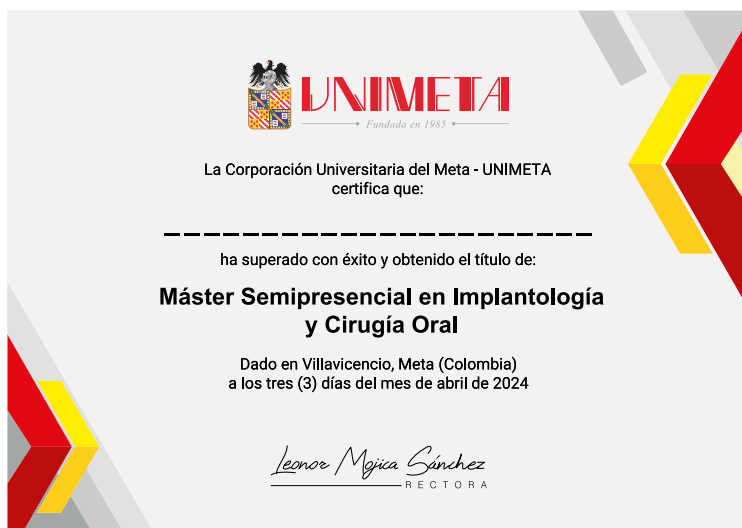 UNIMETA
Fundada en 1985
La Corporación Universitaria del Meta - UNIMETA
certifica que:
ha superado con éxito y obtenido el título de:
Máster Semipresencial en Implantología
y Cirugía Oral
Dado en Villavicencio, Meta (Colombia)
a los tres (3) días del mes de abril de 2024
Leonor Mojica Sánchez
RECTORA